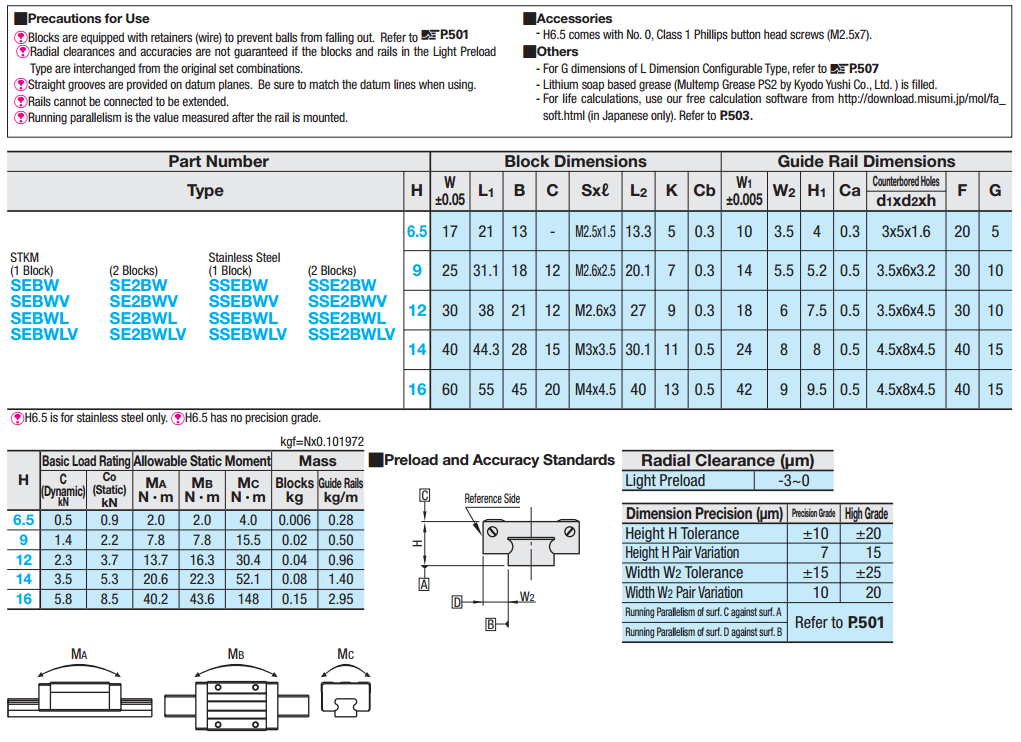 ■Precautions for Use
Blocks are equipped with retainers (wire) to prevent balls from falling out. Refer to P.501
Radial clearances and accuracies are not guaranteed if the blocks and rails in the Light Preload
Type are interchanged from the original set combinations.
Straight grooves are provided on datum planes. Be sure to match the datum lines when using.
Rails cannot be connected to be extended.
Running parallelism is the value measured after the rail is mounted.
■Accessories
- H6.5 comes with No. 0, Class 1 Phillips button head screws (M2.5x7).
■Others
- For G dimensions of L Dimension Configurable Type, refer to P.507
- Lithium soap based grease (Multemp Grease PS2 by Kyodo Yushi Co., Ltd. ) is filled.
- For life calculations, use our free calculation software from http://download.misumi.jp/mol/fa_
soft.html (in Japanese only). Refer to P.503.
Part Number Block Dimensions Guide Rail Dimensions
Type H W ±0.05 L1 B C Sxℓ L2 K Cb W1 ±0.005 W2 H1 Ca Counterbored Holes d1xd2xh F G
6.5 17 21 13 - M2.5x1.5 13.3 5 0.3 10 3.5 4 0.3 3x5x1.6 20 5
9 25 31.1 18 12 M2.6x2.5 20.1 7 0.3 14 5.5 5.2 0.5 3.5x6x3.2 30 10
12 30 38 21 12 M2.6x3 27 9 0.3 18 6 7.5 0.5 3.5x6x4.5 30 10
14 40 44.3 28 15 M3x3.5 30.1 11 0.5 24 8 8 0.5 4.5x8x4.5 40 15
16 60 55 45 20 M4x4.5 40 13 0.5 42 9 9.5 0.5 4.5x8x4.5 40 15
STKM Stainless Steel
(1 Block) (2 Blocks) (1 Block) (2 Blocks)
SEBW SE2BW SSEBW SSE2BW
SEBWV SE2BWV SSEBWV SSE2BWV
SEBWL SE2BWL SSEBWL SSE2BWL
SEBWLV SE2BWLV SSEBWLV SSE2BWLV
H6.5 is for stainless steel only. H6.5 has no precision grade.
kgf=Nx0.101972
H Basic Load Rating Allowable Static Moment Mass
C (Dynamic) kN Co (Static) kN MA N・m MB N・m MC N・m Blocks kg Guide Rails kg/m
6.5 0.5 0.9 2.0 2.0 4.0 0.006 0.28
9 1.4 2.2 7.8 7.8 15.5 0.02 0.50
12 2.3 3.7 13.7 16.3 30.4 0.04 0.96
14 3.5 5.3 20.6 22.3 52.1 0.08 1.40
16 5.8 8.5 40.2 43.6 148 0.15 2.95
■Preload and Accuracy Standards
C
Reference Side
H
A
D
W2
B
Radial Clearance (μm)
Light Preload -3~0
Dimension Precision (μm) Precision Grade High Grade
Height H Tolerance ±10 ±20
Height H Pair Variation 7 15
Width W2 Tolerance ±15 ±25
Width W2 Pair Variation 10 20
Running Parallelism of surf. C against surf. A
Running Parallelism of surf. D against surf. B
Refer to P.501
MA MB MC